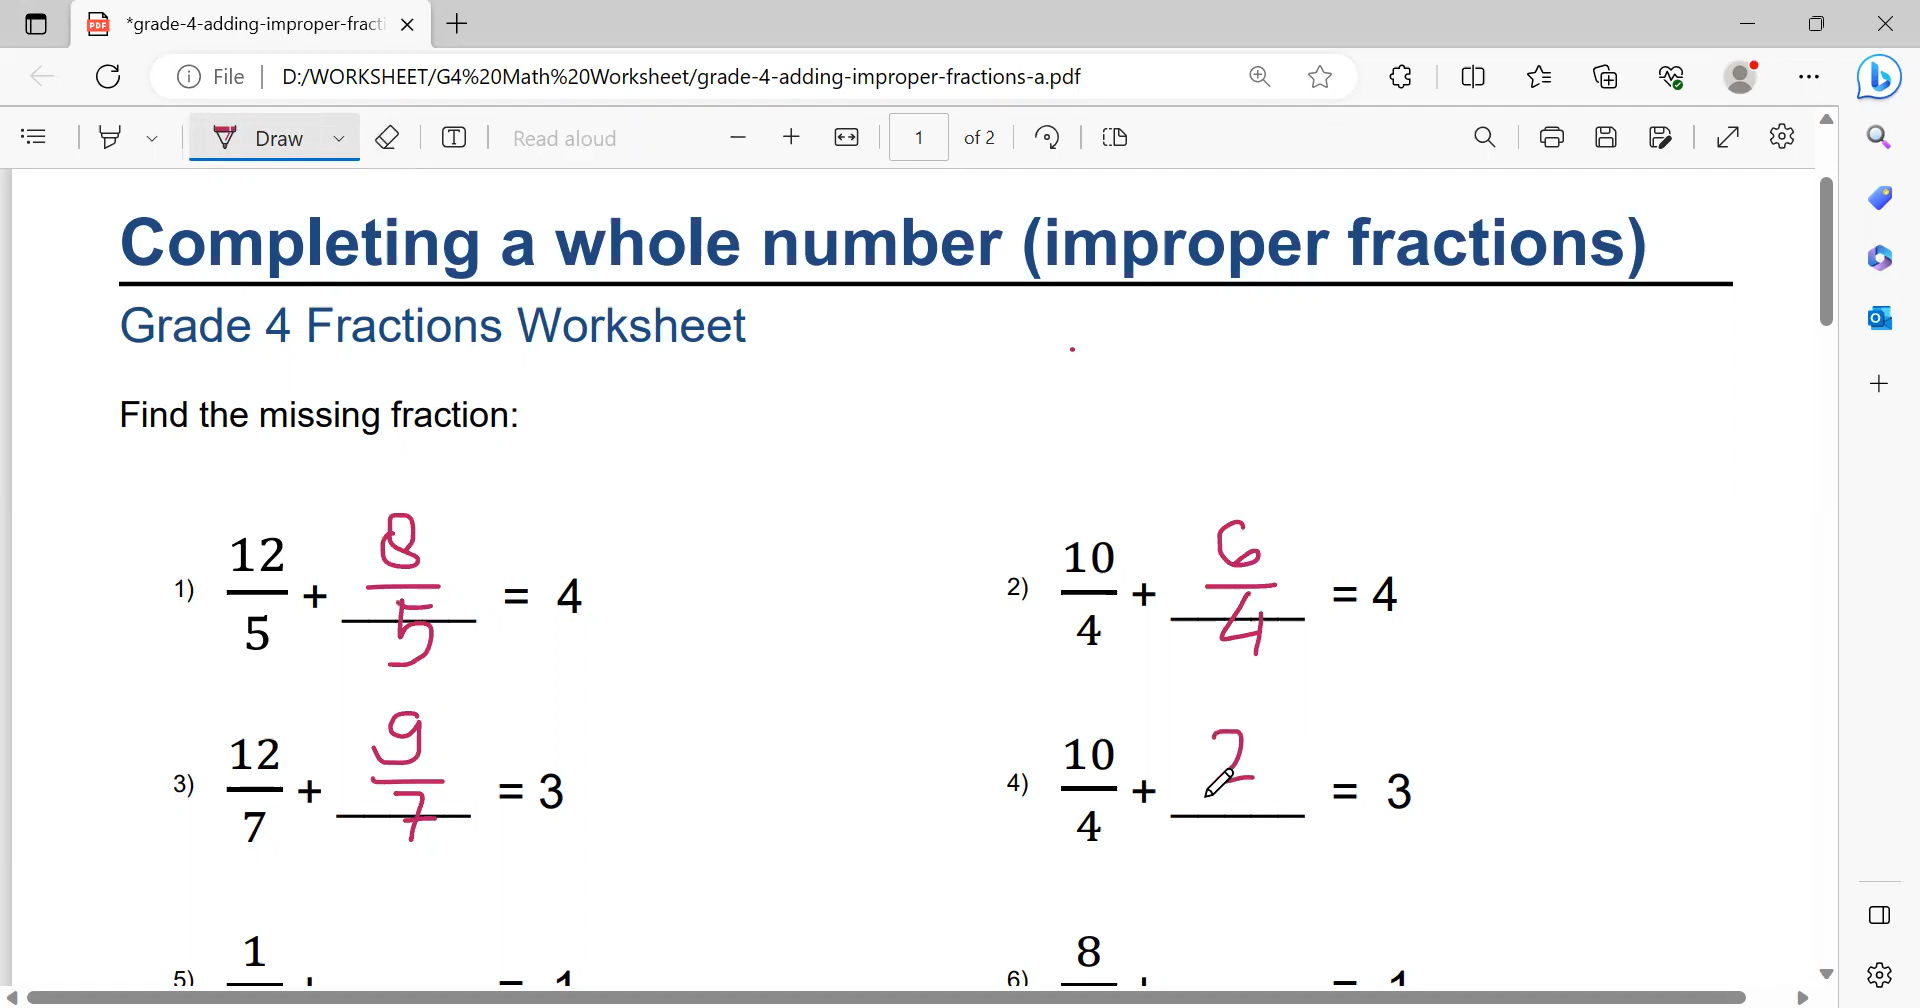 *grade-4-adding-improper-fracti
File D:/WORKSHEET/G4%20Math%20Worksheet/grade-4-adding-improper-fractions-a.pdf
Draw Read aloud 1 of 2
Completing a whole number (improper fractions)
Grade 4 Fractions Worksheet
Find the missing fraction:
1) 12/5 + 8/5 = 4
2) 10/4 + 6/4 = 4
3) 12/7 + 9/7 = 3
4) 10/4 + 2 = 3
5) 1 + = 1
6) 8 + = 1